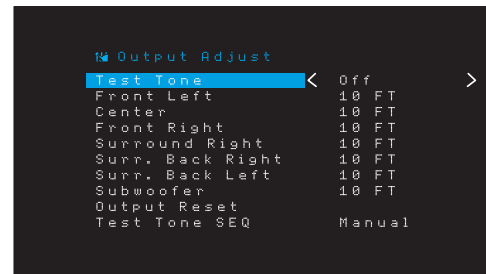 Output Adjust
Test Tone < Off >
Front Left 10 FT
Center 10 FT
Front Right 10 FT
Surround Right 10 FT
Surr. Back Right 10 FT
Surr. Back Left 10 FT
Subwoofer 10 FT
Output Reset
Test Tone SEQ Manual